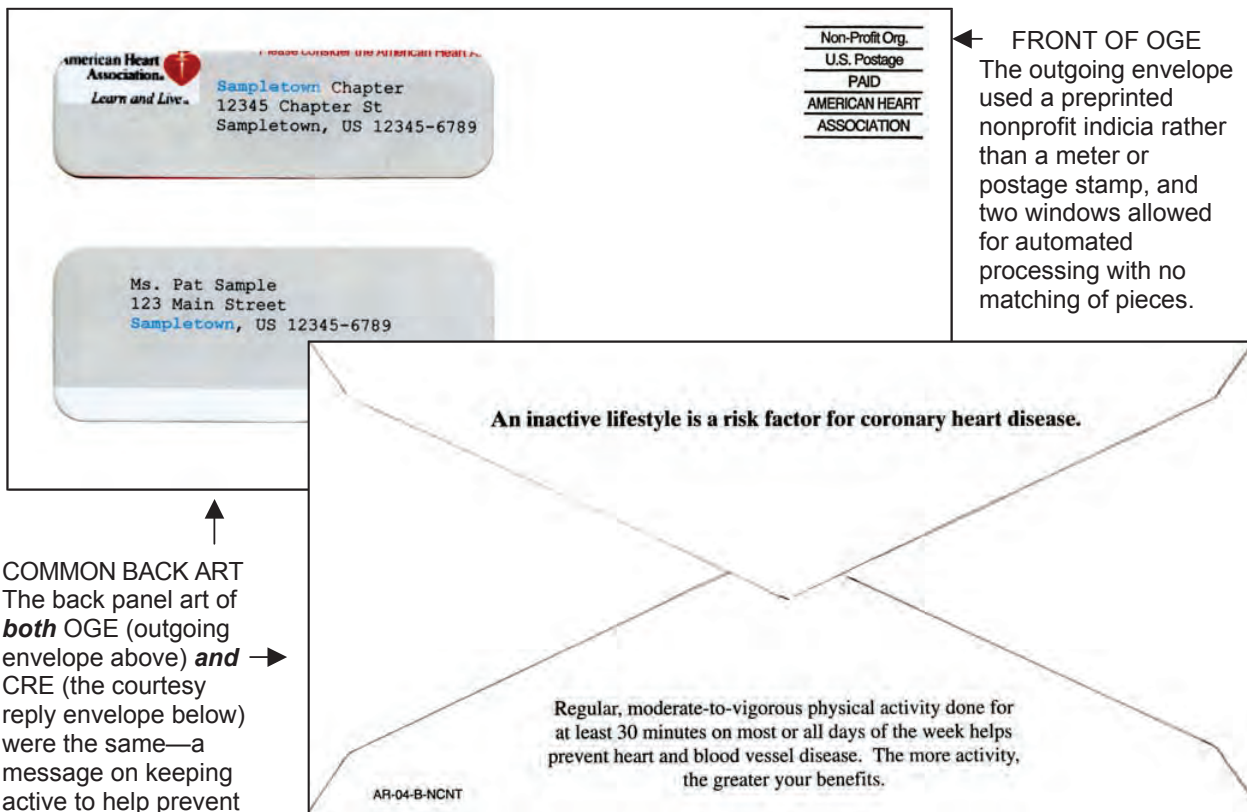 American Heart
Association®
Learn and Live®
Please consider the American Heart A
Sampletown Chapter
12345 Chapter St
Sampletown, US 12345-6789
Non-Profit Org.
U.S. Postage
PAID
AMERICAN HEART
ASSOCIATION
Ms. Pat Sample
123 Main Street
Sampletown, US 12345-6789
FRONT OF OGE
The outgoing envelope
used a preprinted
nonprofit indicia rather
than a meter or
postage stamp, and
two windows allowed
for automated
processing with no
matching of pieces.
An inactive lifestyle is a risk factor for coronary heart disease.
Regular, moderate-to-vigorous physical activity done for
at least 30 minutes on most or all days of the week helps
prevent heart and blood vessel disease. The more activity,
the greater your benefits.
AR-04-B-NCNT
COMMON BACK ART
The back panel art of
both OGE (outgoing
envelope above) and
CRE (the courtesy
reply envelope below)
were the same—a
message on keeping
active to help prevent